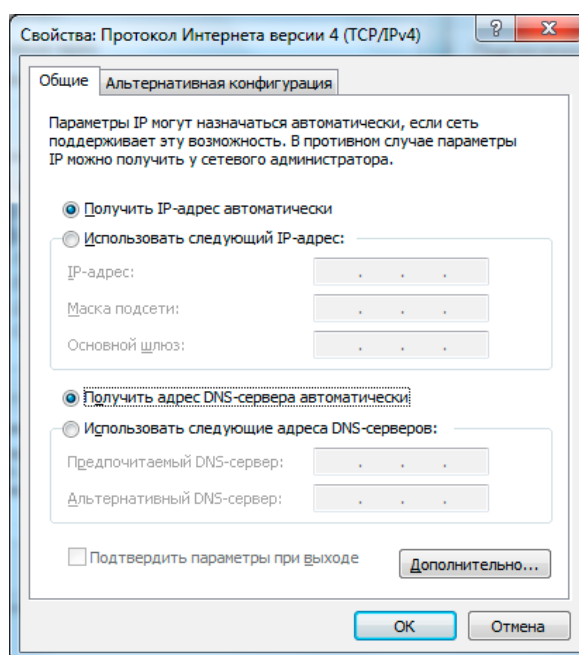 Свойства: Протокол Интернета версии 4 (TCP/IPv4)
Общие
Альтернативная конфигурация
Параметры IP могут назначаться автоматически, если сеть
поддерживает эту возможность. В противном случае параметры
IP можно получить у сетевого администратора.
Получить IP-адрес автоматически
Использовать следующий IP-адрес:
IP-адрес:
Маска подсети:
Основной шлюз:
Получить адрес DNS-сервера автоматически
Использовать следующие адреса DNS-серверов:
Предпочитаемый DNS-сервер:
Альтернативный DNS-сервер:
Подтвердить параметры при выходе
Дополнительно...
ОК
Отмена